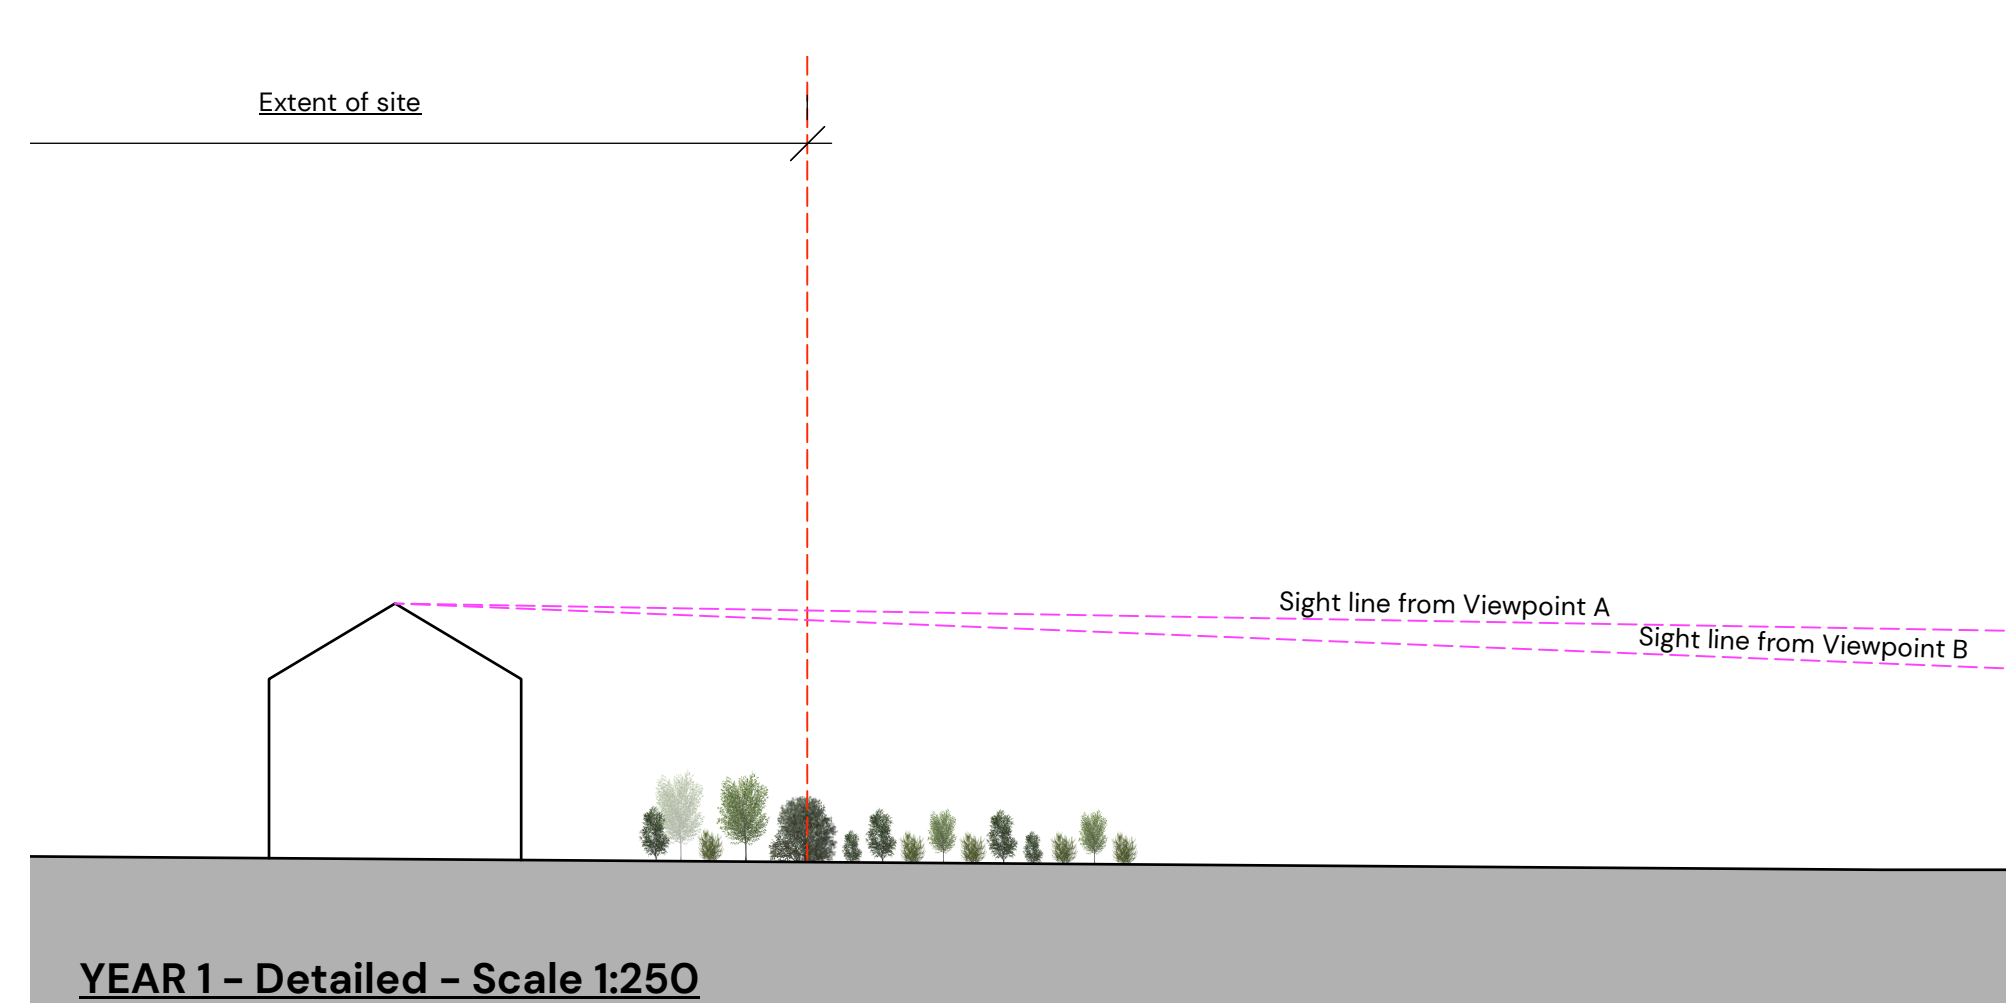 Extent of site
Sight line from Viewpoint A
Sight line from Viewpoint B
YEAR 1 – Detailed – Scale 1:250